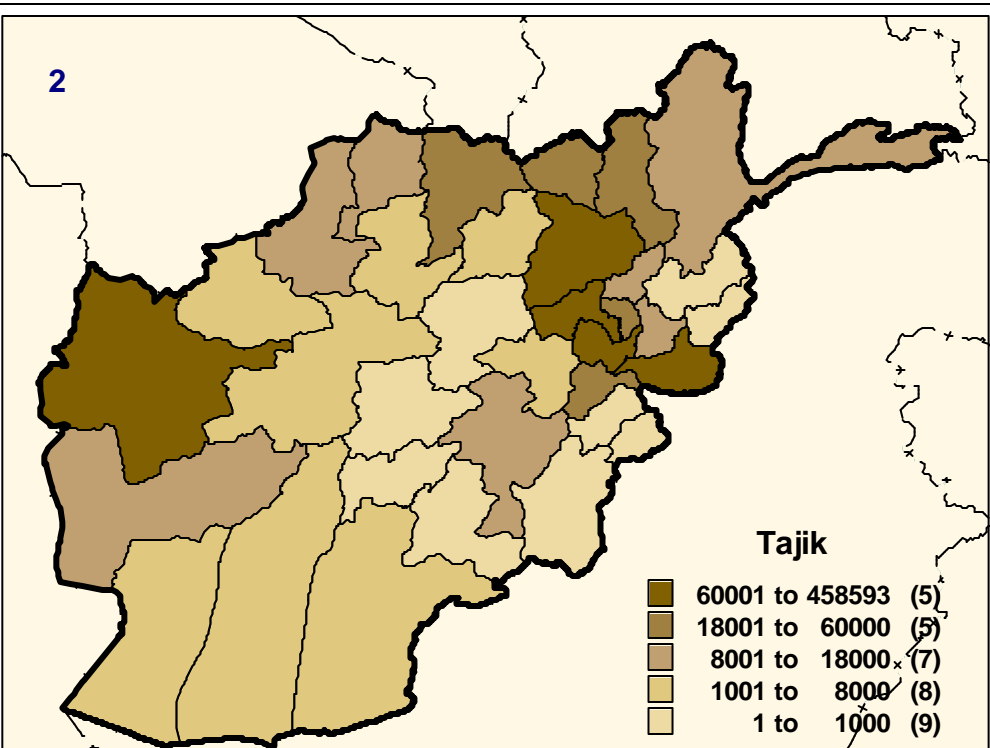 2
Tajik
60001 to 458593 (5)
18001 to 60000 (5)
8001 to 18000 (7)
1001 to 8000 (8)
1 to 1000 (9)